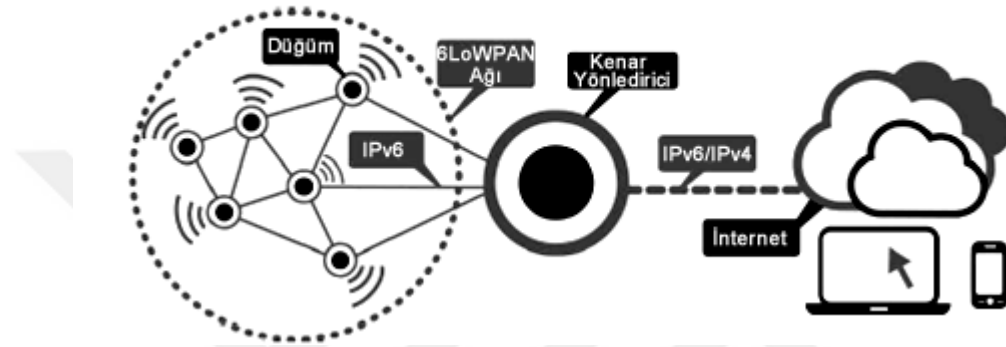 Düğüm
6LoWPAN
Ağı
Kenar
Yönledirici
IPv6
IPv6/IPv4
İnternet